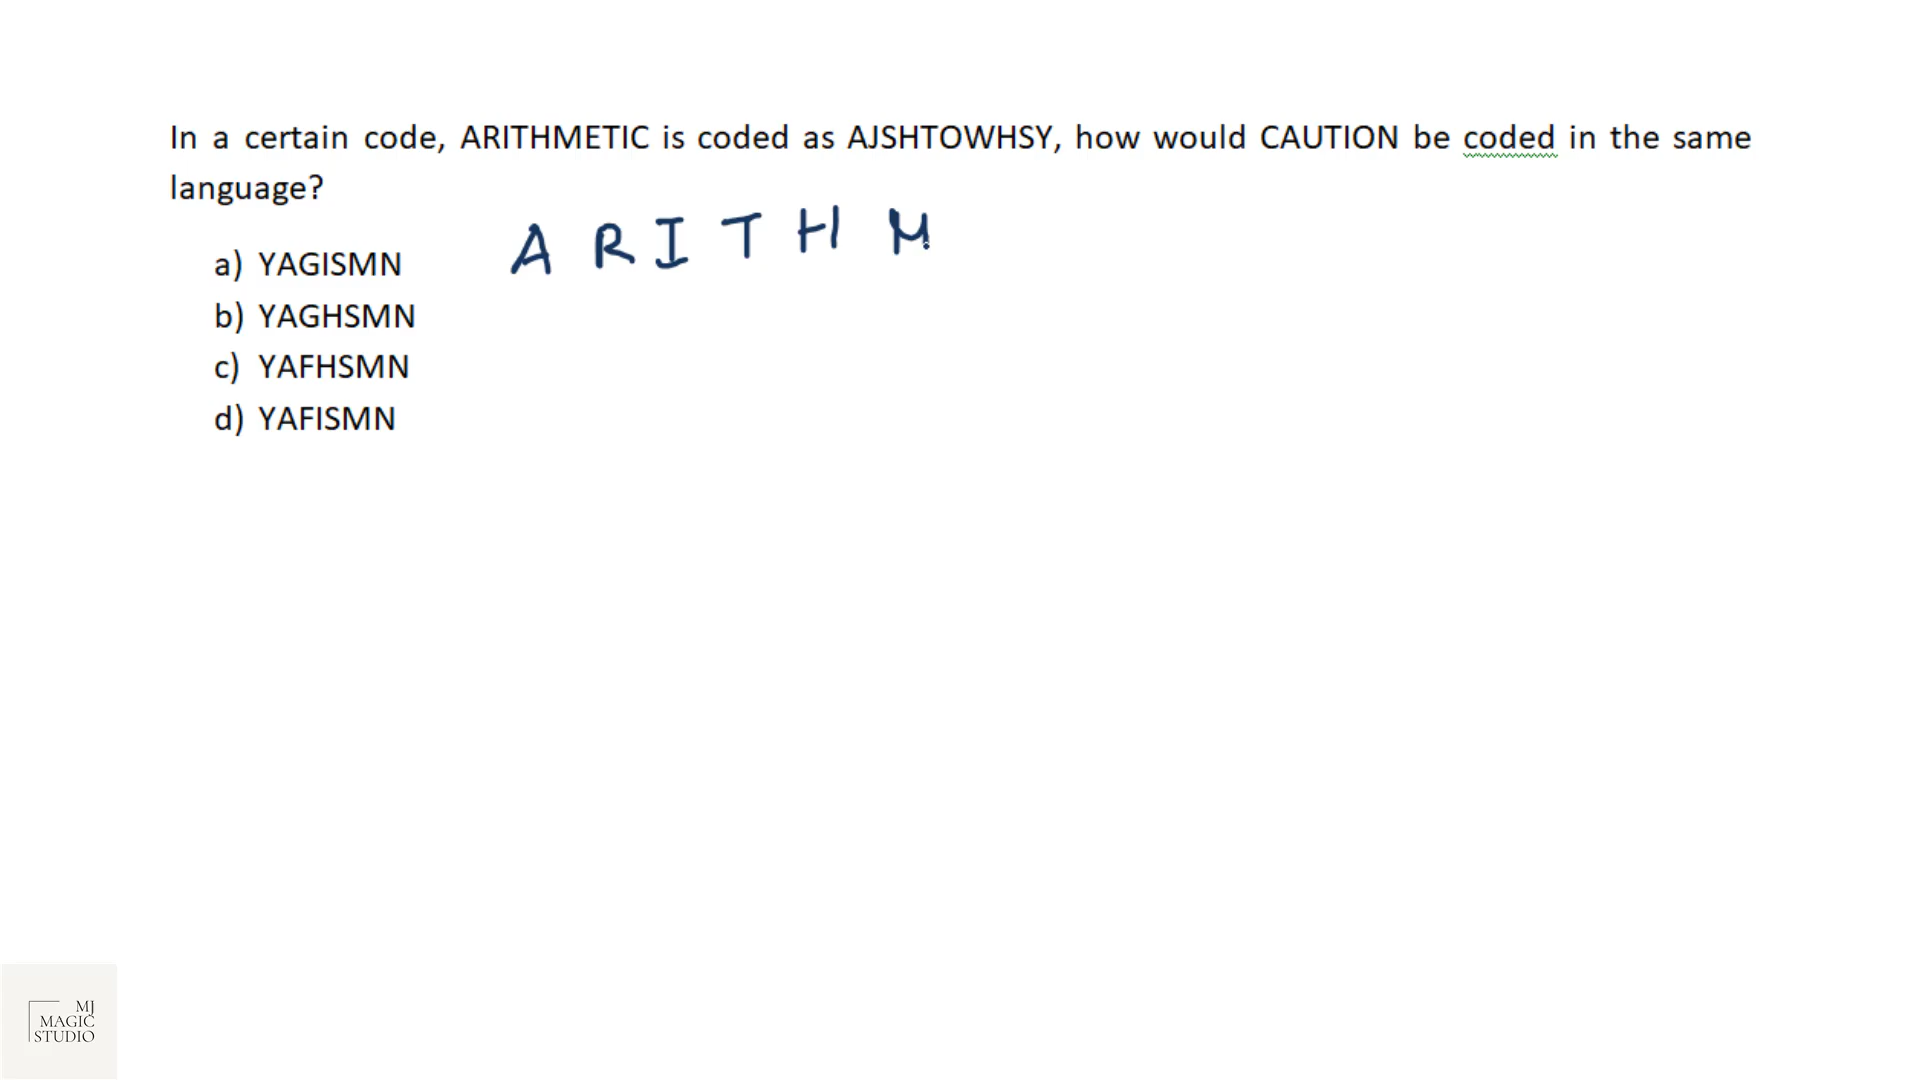 In a certain code, ARITHMETIC is coded as AJSHTOWHSY, how would CAUTION be coded in the same
language?
A R I T H M
a) YAGISMN
b) YAGHSMN
c) YAFHSMN
d) YAFISMN
MJ
MAGIC
STUDIO